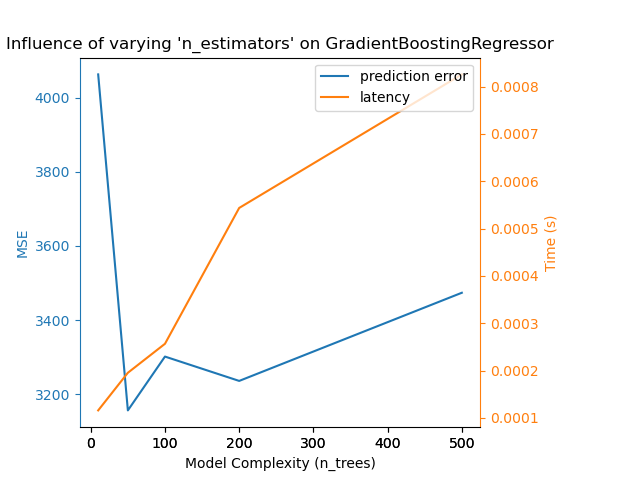 Influence of varying 'n_estimators' on GradientBoostingRegressor
prediction error
latency
4000
3800
3600
3400
3200
MSE
0.0008
0.0007
0.0006
0.0005
0.0004
0.0003
0.0002
0.0001
Time (s)
0 100 200 300 400 500
Model Complexity (n_trees)